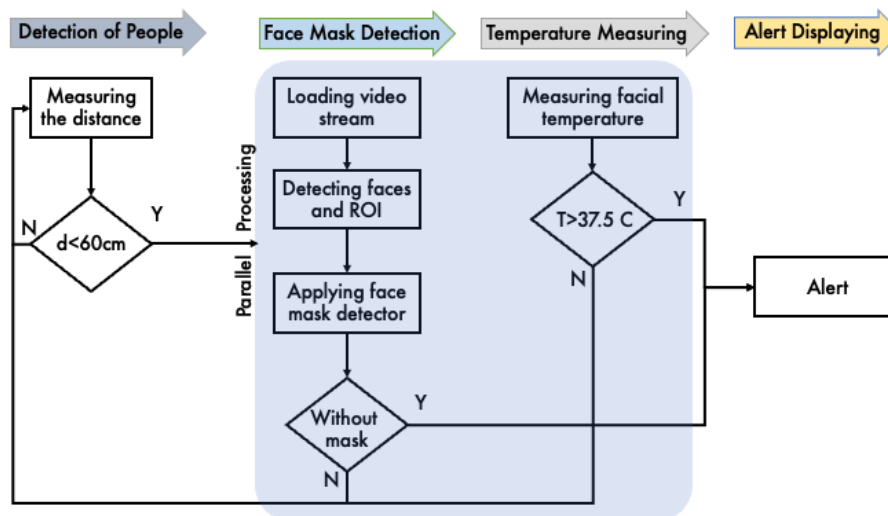 Detection of People
Face Mask Detection
Temperature Measuring
Alert Displaying
Measuring
the distance
d<60cm
N
Y
Parallel Processing
Loading video
stream
Detecting faces
and ROI
Applying face
mask detector
Without
mask
Y
N
Measuring facial
temperature
T>37.5 C
Y
N
Alert